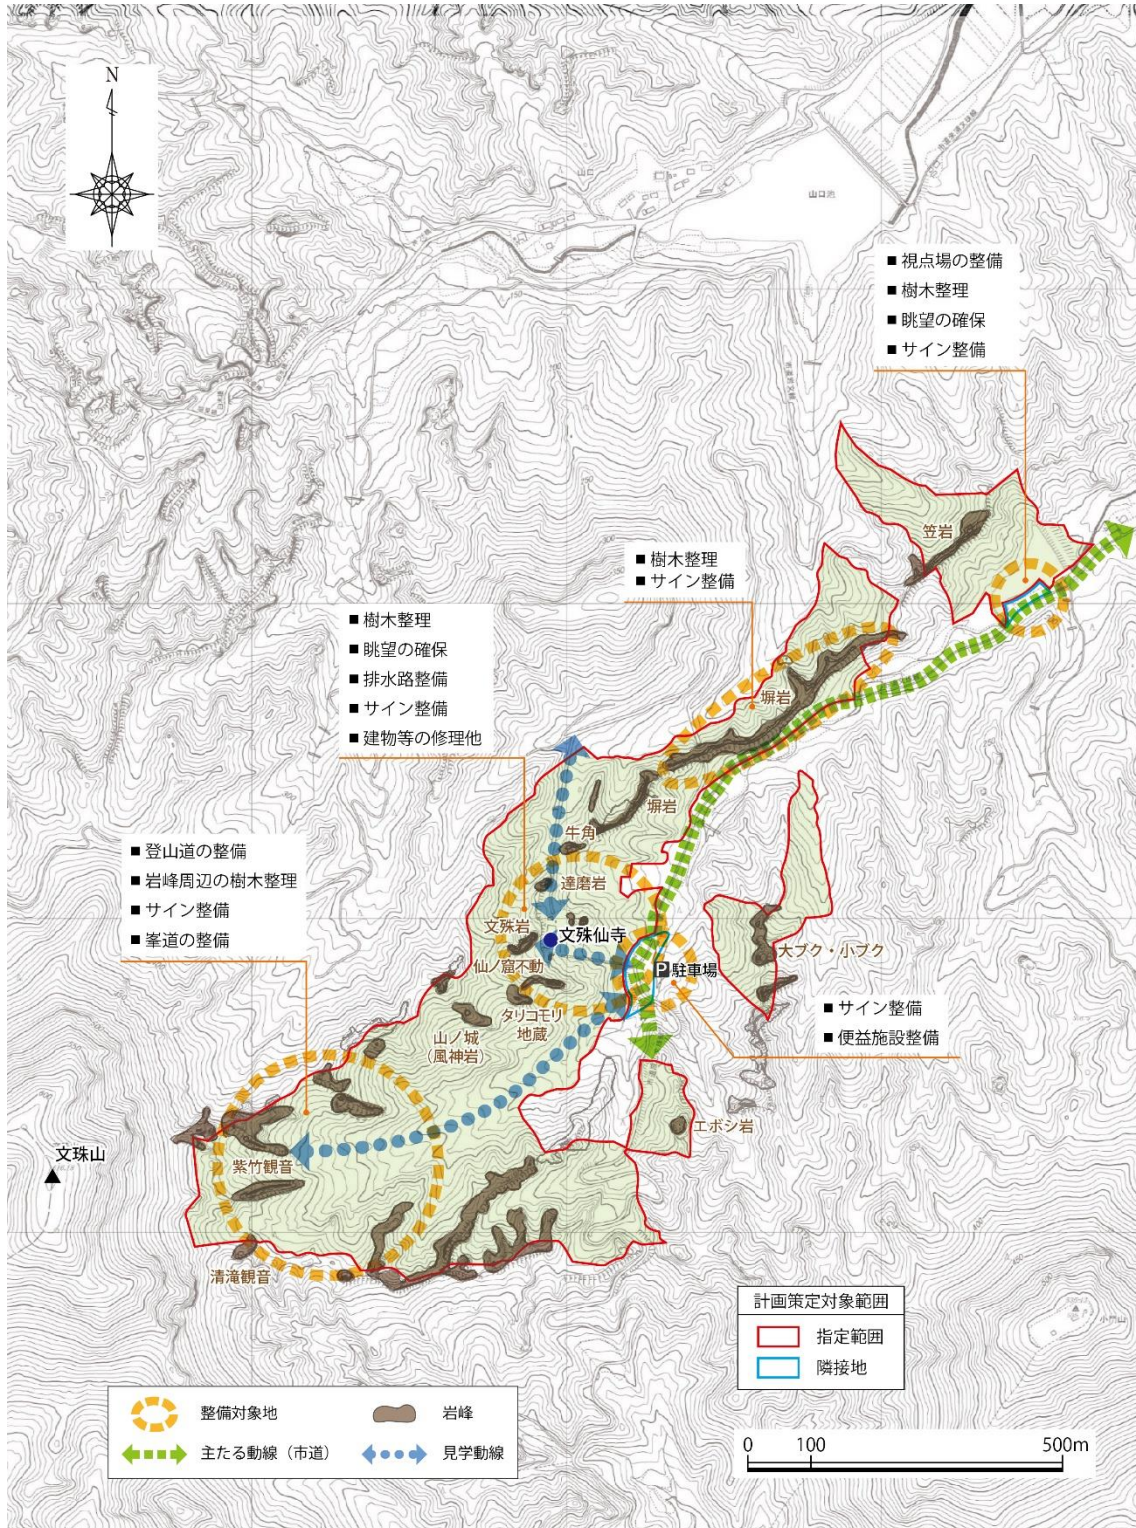 N
山口池
■ 視点場の整備
■ 樹木整理
■ 眺望の確保
■ サイン整備
笠岩
■ 樹木整理
■ サイン整備
■ 樹木整理
■ 眺望の確保
■ 排水路整備
■ サイン整備
■ 建物等の修理他
塀岩
塀岩
牛角
達磨岩
■ 登山道の整備
■ 岩峰周辺の樹木整理
■ サイン整備
■ 峯道の整備
文殊岩
文殊仙寺
仙ノ窟不動
P 駐車場
大ブク・小ブク
タリコモリ
地蔵
■ サイン整備
■ 便益施設整備
山ノ城
（風神岩）
エボシ岩
文珠山
紫竹観音
清滝観音
小門山
計画策定対象範囲
指定範囲
隣接地
整備対象地
岩峰
主たる動線（市道）
見学動線
0 100 500m